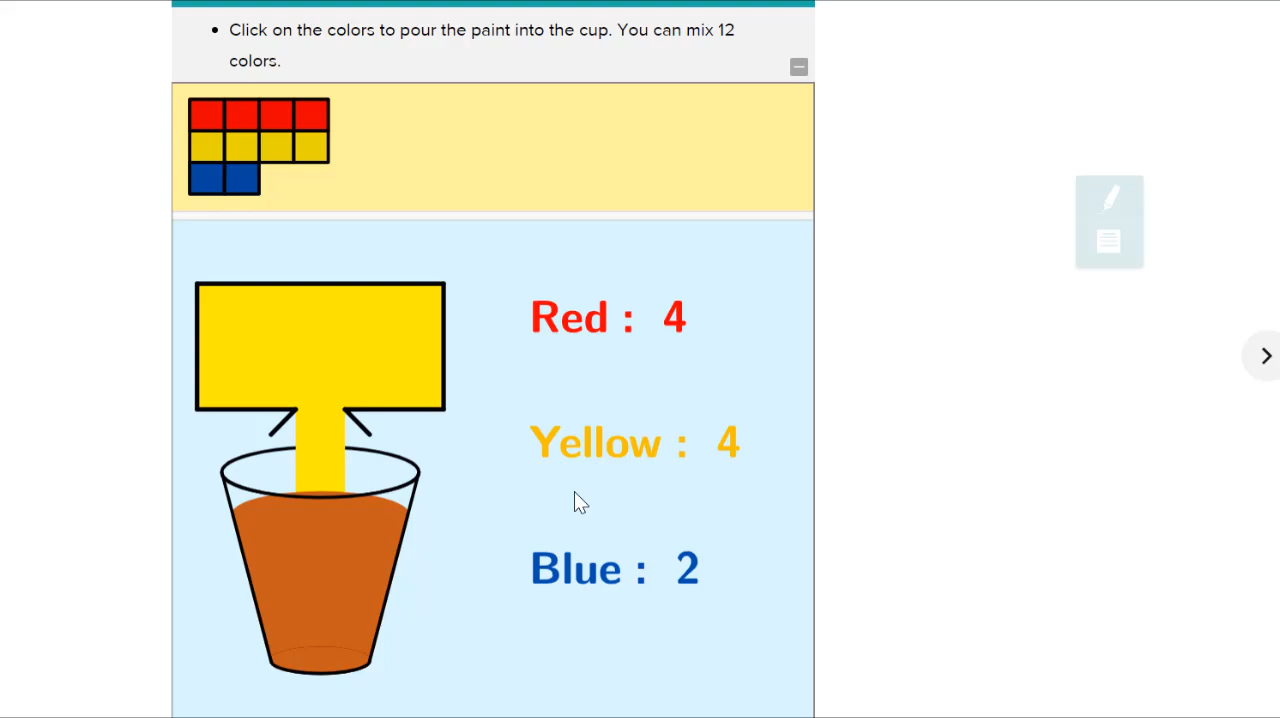 Click on the colors to pour the paint into the cup. You can mix 12
colors.
Red : 4
Yellow : 4
Blue : 2